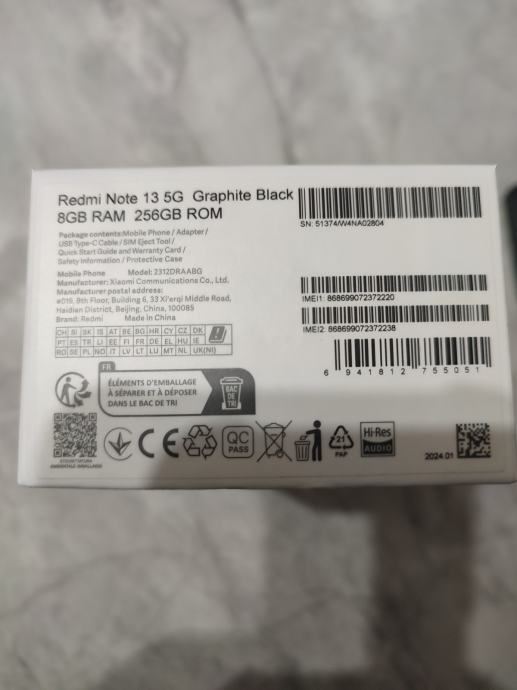 Redmi Note 13 5G Graphite Black
8GB RAM 256GB ROM
Package contents:Mobile Phone / Adapter /
USB Type-C Cable / SIM Eject Tool /
Quick Start Guide and Warranty Card /
Safety Information / Protective Case
Mobile Phone Model: 2312DRAABG
Manufacturer: Xiaomi Communications Co., Ltd.
Manufacturer postal address:
#019, 9th Floor, Building 6, 33 Xi'erqi Middle Road,
Haidian District, Beijing, China, 100085
Brand: Redmi Made in China
CH SI SK IS AT BE BG HR CY CZ DK
PT ES TR LI EE FI FR DE EL HU IE
RO SE PL NO IT LV LT LU MT NL UK(NI)
SN: 51374/W4NA02804
IMEI1: 868699072372220
IMEI2: 868699072372238
6 941812 755051
FR
ÉLÉMENTS D'EMBALLAGE
À SÉPARER ET À DÉPOSER
DANS LE BAC DE TRI
BAC
DE
TRI
CE
QC
PASS
21
PAP
Hi-Res
AUDIO
2024.01